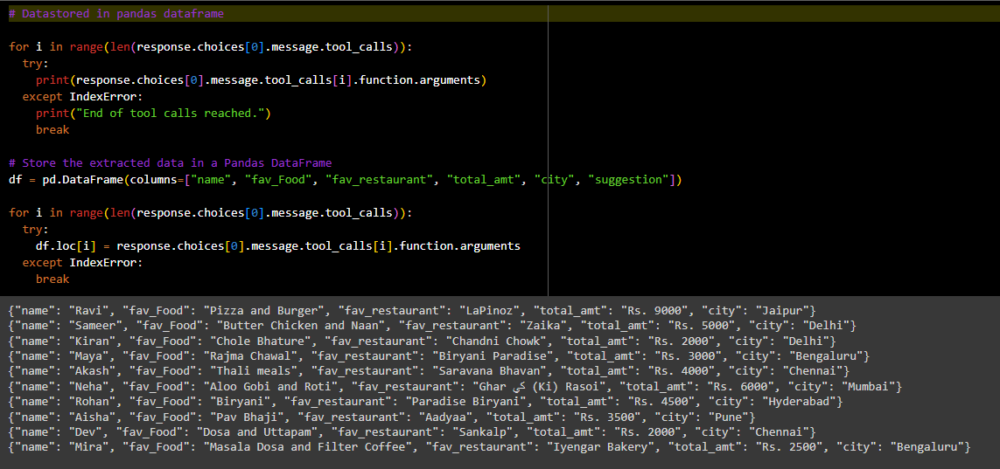 # Datastored in pandas dataframe
for i in range(len(response.choices[0].message.tool_calls)):
try:
print(response.choices[0].message.tool_calls[i].function.arguments)
except IndexError:
print("End of tool calls reached.")
break
# Store the extracted data in a Pandas DataFrame
df = pd.DataFrame(columns=["name", "fav_Food", "fav_restaurant", "total_amt", "city", "suggestion"])
for i in range(len(response.choices[0].message.tool_calls)):
try:
df.loc[i] = response.choices[0].message.tool_calls[i].function.arguments
except IndexError:
break
{"name": "Ravi", "fav_Food": "Pizza and Burger", "fav_restaurant": "LaPinoz", "total_amt": "Rs. 9000", "city": "Jaipur"}
{"name": "Sameer", "fav_Food": "Butter Chicken and Naan", "fav_restaurant": "Zaika", "total_amt": "Rs. 5000", "city": "Delhi"}
{"name": "Kiran", "fav_Food": "Chole Bhature", "fav_restaurant": "Chandni Chowk", "total_amt": "Rs. 2000", "city": "Delhi"}
{"name": "Maya", "fav_Food": "Rajma Chawal", "fav_restaurant": "Biryani Paradise", "total_amt": "Rs. 3000", "city": "Bengaluru"}
{"name": "Akash", "fav_Food": "Thali meals", "fav_restaurant": "Saravana Bhavan", "total_amt": "Rs. 4000", "city": "Chennai"}
{"name": "Neha", "fav_Food": "Aloo Gobi and Roti", "fav_restaurant": "Ghar کی (Ki) Rasoi", "total_amt": "Rs. 6000", "city": "Mumbai"}
{"name": "Rohan", "fav_Food": "Biryani", "fav_restaurant": "Paradise Biryani", "total_amt": "Rs. 4500", "city": "Hyderabad"}
{"name": "Aisha", "fav_Food": "Pav Bhaji", "fav_restaurant": "Aadyaa", "total_amt": "Rs. 3500", "city": "Pune"}
{"name": "Dev", "fav_Food": "Dosa and Uttapam", "fav_restaurant": "Sankalp", "total_amt": "Rs. 2000", "city": "Chennai"}
{"name": "Mira", "fav_Food": "Masala Dosa and Filter Coffee", "fav_restaurant": "Iyengar Bakery", "total_amt": "Rs. 2500", "city": "Bengaluru"}